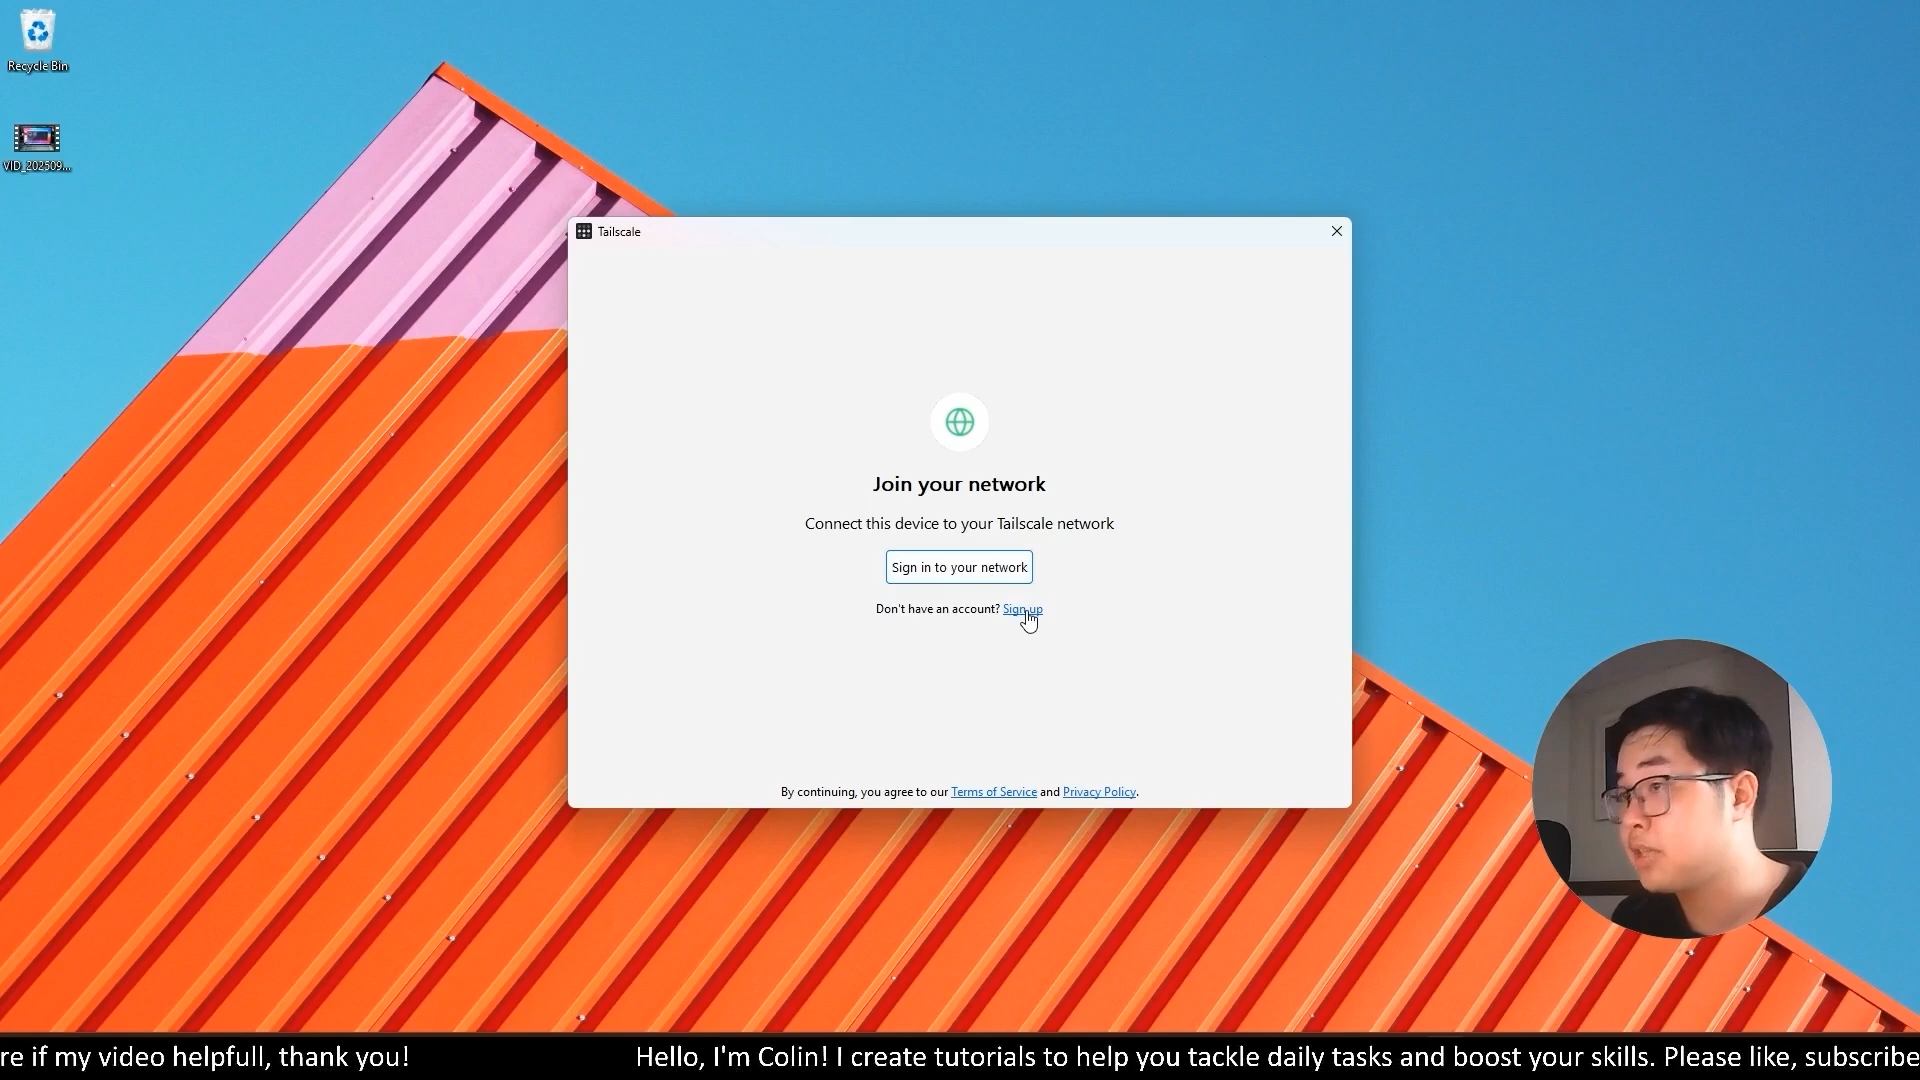 Recycle Bin
VID_202509...
Tailscale
Join your network
Connect this device to your Tailscale network
Sign in to your network
Don't have an account? Sign up
By continuing, you agree to our Terms of Service and Privacy Policy.
re if my video helpfull, thank you! Hello, I'm Colin! I create tutorials to help you tackle daily tasks and boost your skills. Please like, subscribe